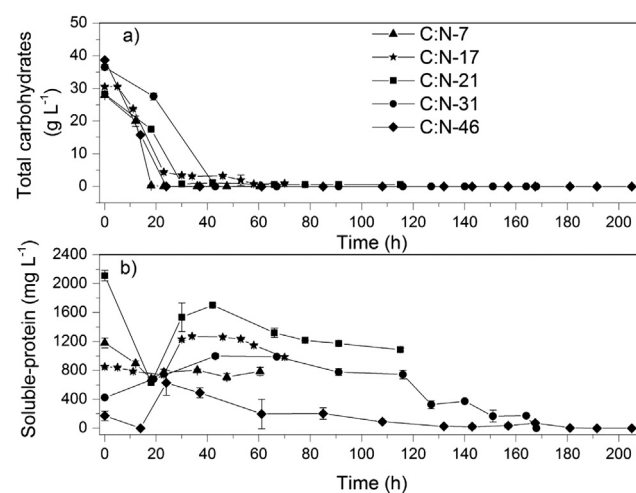 a)
C:N-7
C:N-17
C:N-21
C:N-31
C:N-46
Total carbohydrates
(g L⁻¹)
50
40
30
20
10
0
0 20 40 60 80 100 120 140 160 180 200
Time (h)
b)
Soluble-protein (mg L⁻¹)
2400
2000
1600
1200
800
400
0
0 20 40 60 80 100 120 140 160 180 200
Time (h)